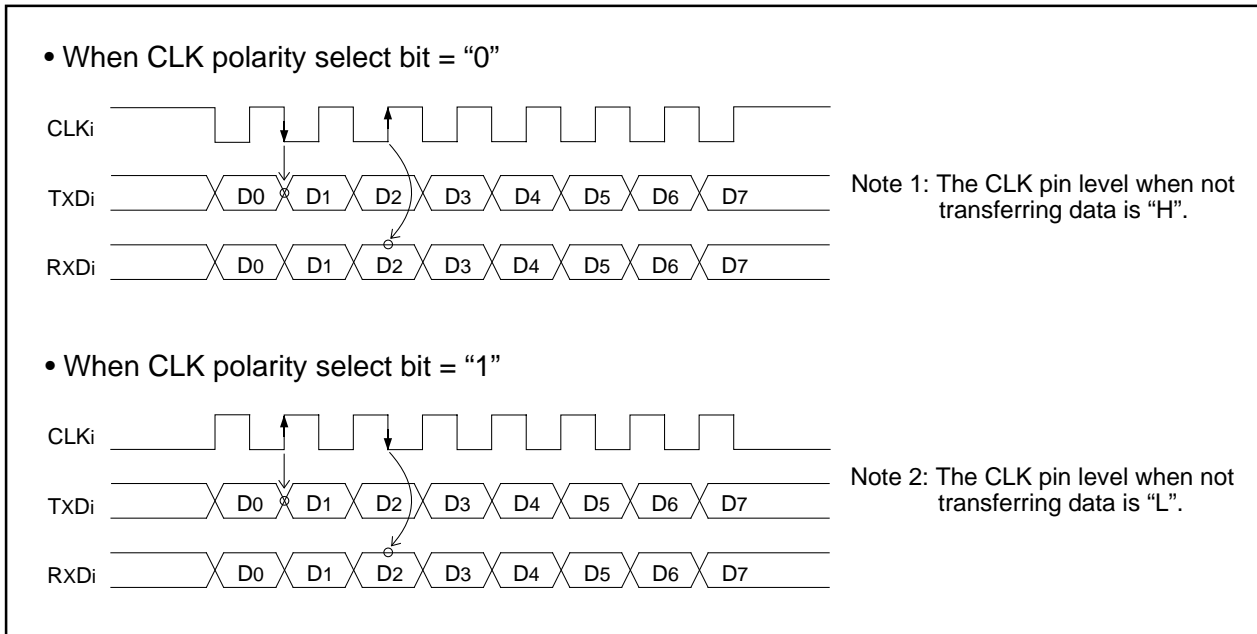 • When CLK polarity select bit = “0”
CLKi
TXDi
D0 D1 D2 D3 D4 D5 D6 D7
RXDi
D0 D1 D2 D3 D4 D5 D6 D7
Note 1: The CLK pin level when not
transferring data is “H”.
• When CLK polarity select bit = “1”
CLKi
TXDi
D0 D1 D2 D3 D4 D5 D6 D7
RXDi
D0 D1 D2 D3 D4 D5 D6 D7
Note 2: The CLK pin level when not
transferring data is “L”.